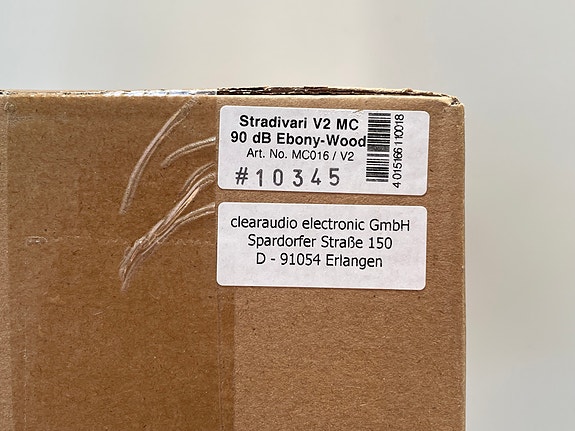 Stradivari V2 MC
90 dB Ebony-Wood
Art. No. MC016 / V2
#10345
4 015166 110018
clearaudio electronic GmbH
Spardorfer Straße 150
D - 91054 Erlangen